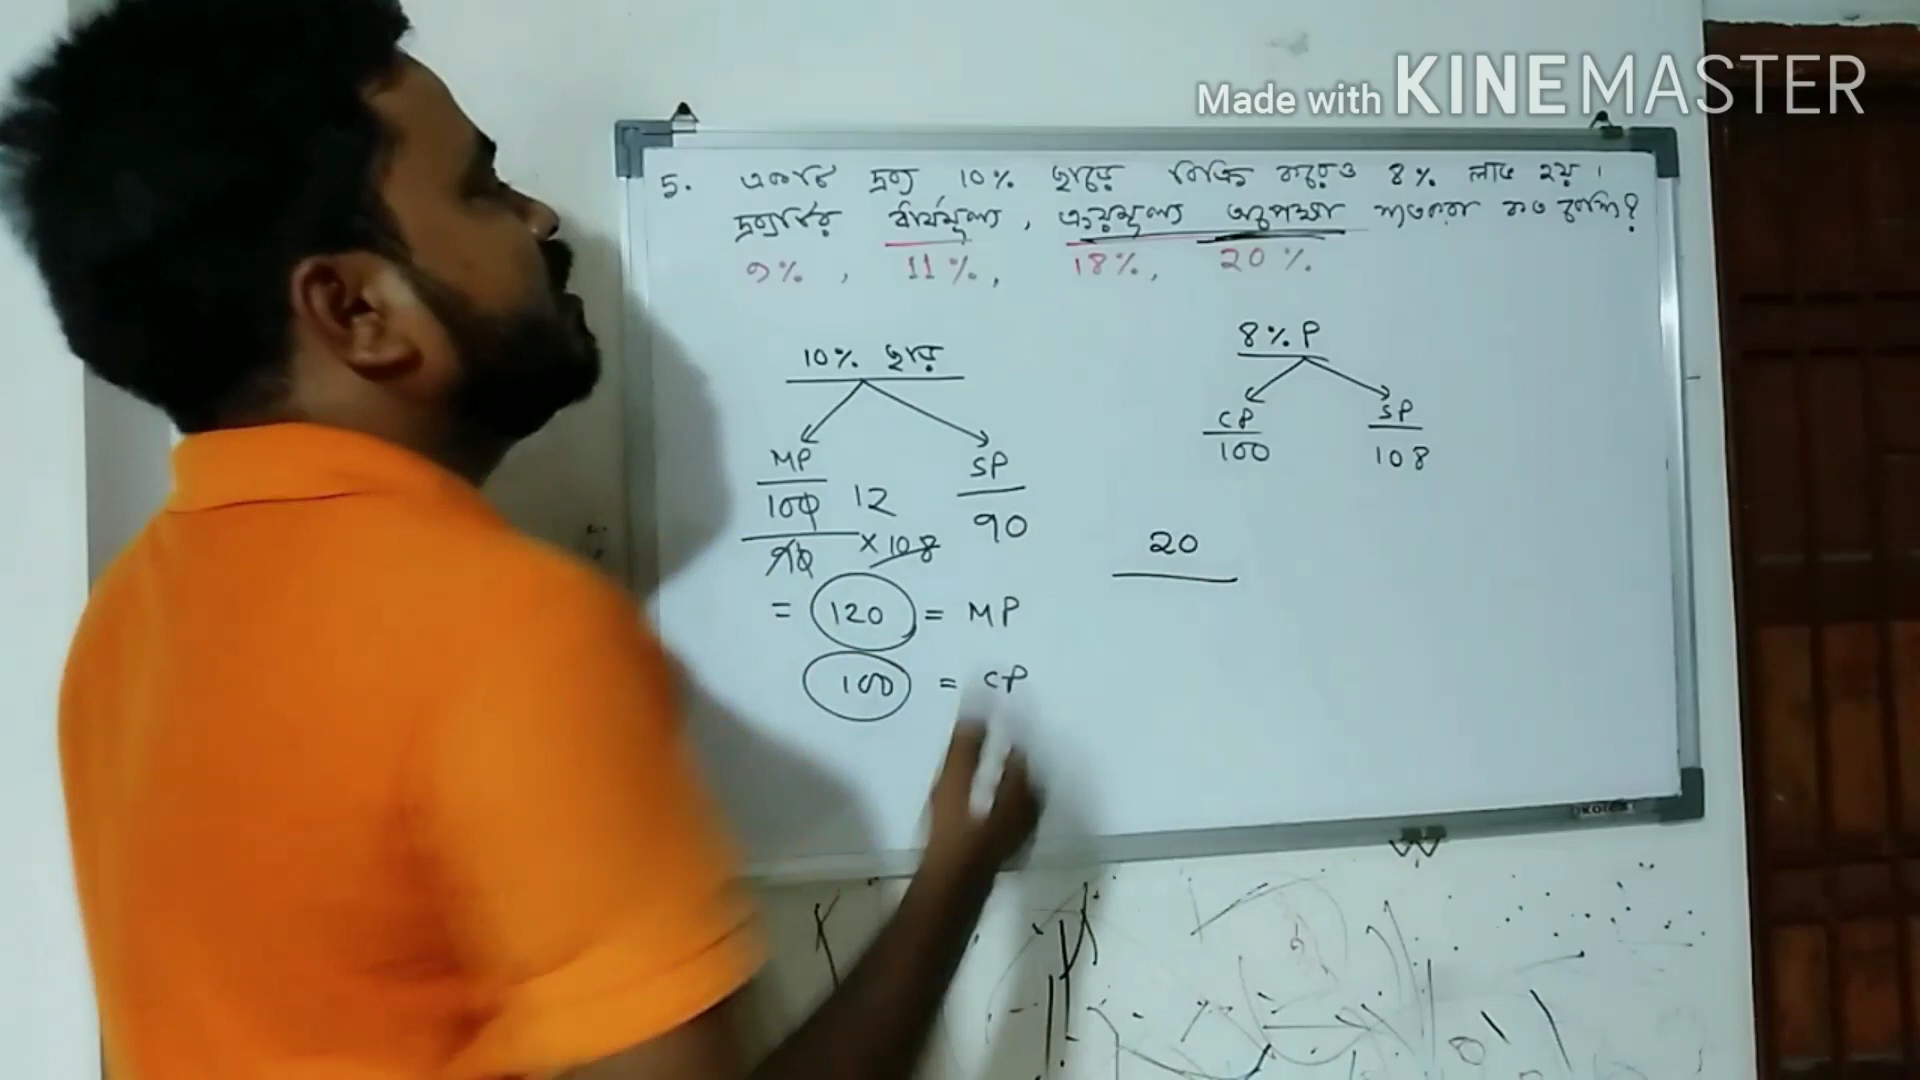 Made with KINEMASTER
5. একটি দ্রব্য 10% ছাড়ে বিক্রি করেও 8% লাভ হয়।
দ্রব্যটির ধার্যমূল্য, ক্রয়মূল্য অপেক্ষা শতকরা কত বেশি?
9%, 11%, 18%, 20%.
10% ছাড়
8% P
MP SP
CP SP
100 12 90
100 108
90 × 108
20
= 120 = MP
100 = CP